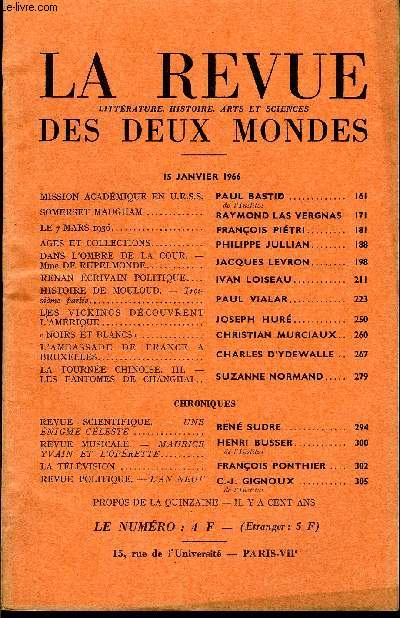 Le-livre.com
LA REVUE
LITTÉRATURE, HISTOIRE, ARTS ET SCIENCES
DES DEUX MONDES
15 JANVIER 1966
MISSION ACADÉMIQUE EN U.R.S.S. PAUL BASTID ............ 161
de l'Institut
SOMERSET MAUGHAM ............ RAYMOND LAS VERGNAS 171
LE 7 MARS 1936 ............ FRANÇOIS PIÉTRI ............ 181
AGES ET COLLECTIONS ............ PHILIPPE JULLIAN ............ 188
DANS L'OMBRE DE LA COUR. —
Mme DE RUPELMONDE ............ JACQUES LEVRON ............ 198
RENAN ÉCRIVAIN POLITIQUE ............ IVAN LOISEAU ............ 211
HISTOIRE DE MOULOUD. — Troi-
sième partie ............ PAUL VIALAR ............ 223
LES VICKINGS DÉCOUVRENT
L'AMÉRIQUE ............ JOSEPH HURÉ ............ 250
« NOIRS ET BLANCS » ............ CHRISTIAN MURCIAUX .. 260
L'AMBASSADE DE FRANCE A
BRUXELLES ............ CHARLES D'YDEWALLE .. 267
LA TOURNÉE CHINOISE. III. —
LES FANTOMES DE CHANGHAI .. SUZANNE NORMAND ..... 279
CHRONIQUES
REVUE SCIENTIFIQUE. — UNE
ÉNIGME CÉLESTE ............ RENÉ SUDRE ............ 294
REVUE MUSICALE. — MAURICE
YVAIN ET L'OPÉRETTE ............ HENRI BUSSER ............ 300
de l'Institut
LA TÉLÉVISION ............ FRANÇOIS PONTHIER .... 302
REVUE POLITIQUE. — L'AN NEUF C.-J. GIGNOUX ............ 305
de l'Institut
PROPOS DE LA QUINZAINE — IL Y A CENT ANS
LE NUMÉRO : 4 F — (Etranger : 5 F)
15, rue de l'Université — PARIS-VIIe